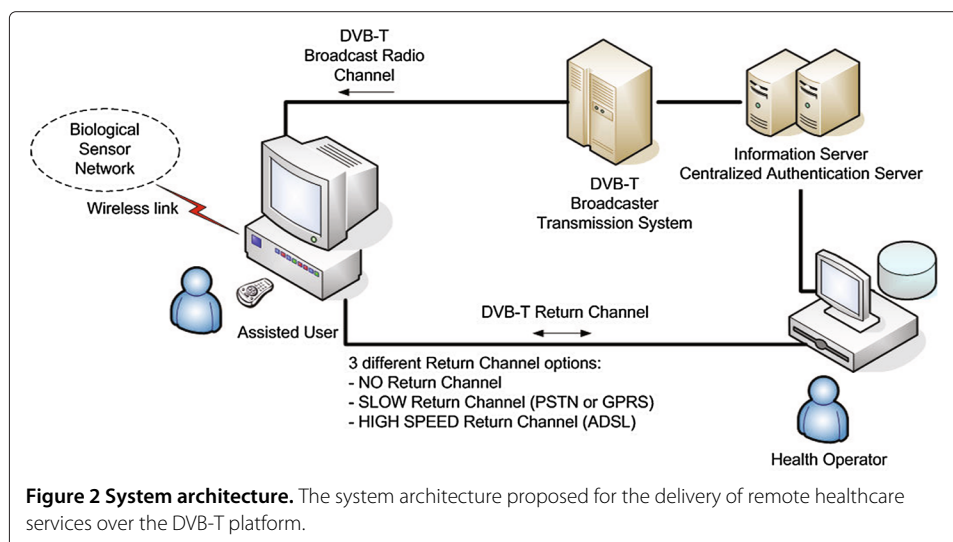 DVB-T
Broadcast Radio
Channel
Biological
Sensor
Network
Wireless link
Assisted User
DVB-T
Broadcaster
Transmission System
Information Server
Centralized Authentication Server
DVB-T Return Channel
3 different Return Channel options:
- NO Return Channel
- SLOW Return Channel (PSTN or GPRS)
- HIGH SPEED Return Channel (ADSL)
Health Operator
Figure 2 System architecture. The system architecture proposed for the delivery of remote healthcare
services over the DVB-T platform.